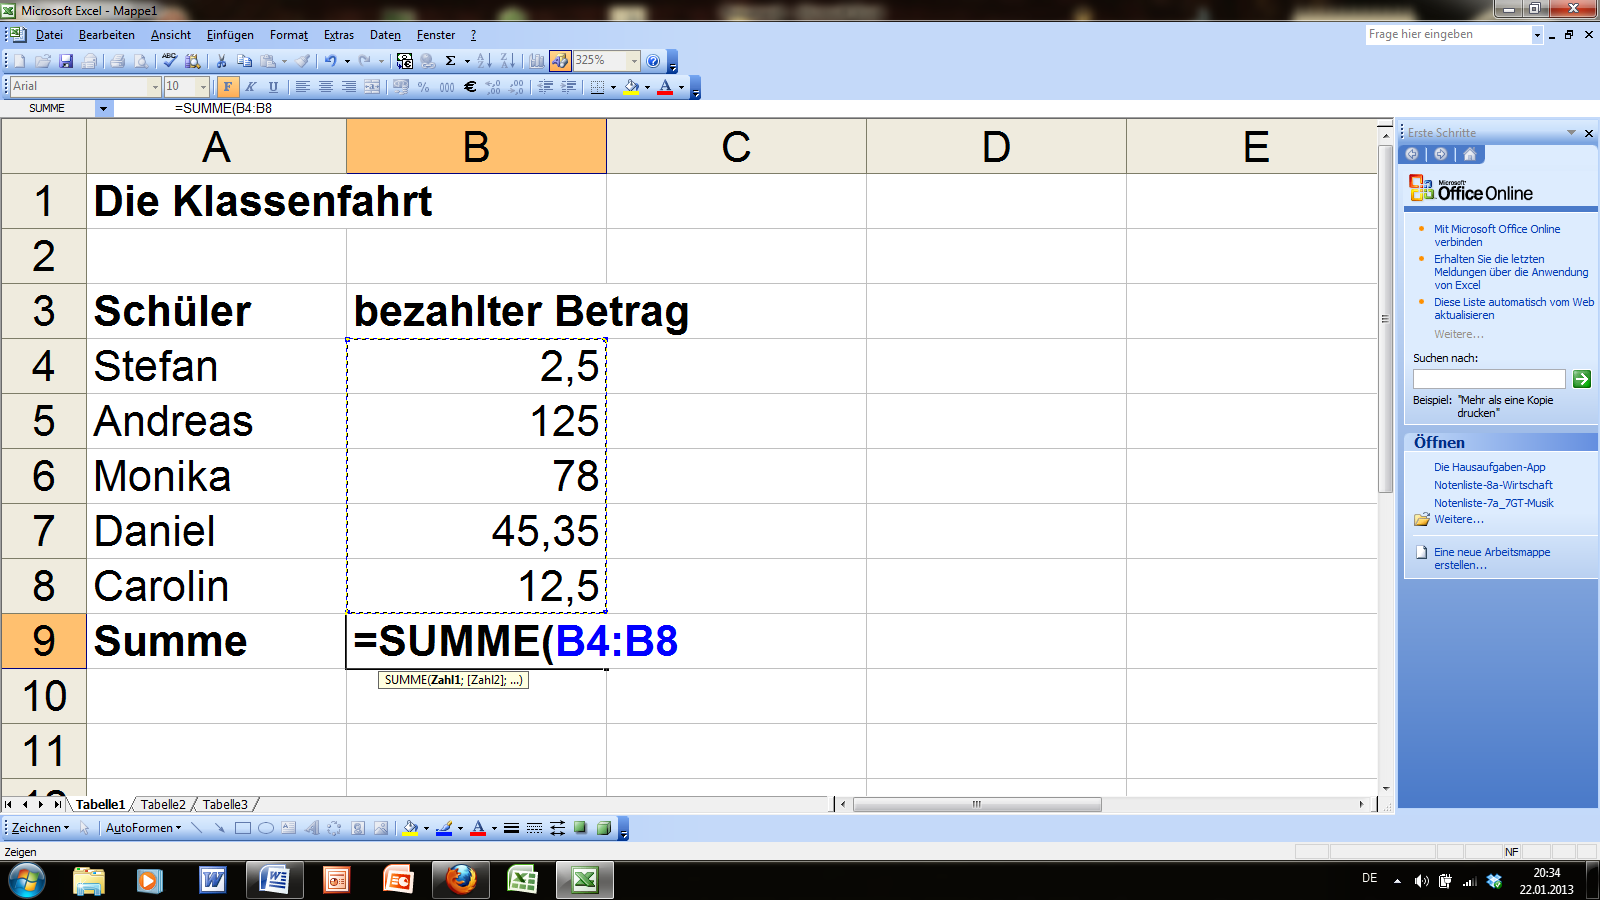 Microsoft Excel - Mappe1
Datei Bearbeiten Ansicht Einfügen Format Extras Daten Fenster ?
Frage hier eingeben
325%
Arial 10 F K U % 000 €
SUMME =SUMME(B4:B8
A B C D E
1 Die Klassenfahrt
2
3 Schüler bezahlter Betrag
4 Stefan 2,5
5 Andreas 125
6 Monika 78
7 Daniel 45,35
8 Carolin 12,5
9 Summe =SUMME(B4:B8
SUMME(Zahl1; [Zahl2]; ...)
10
11
12
Tabelle1 Tabelle2 Tabelle3
Zeichnen AutoFormen
Zeigen
NF
Erste Schritte
Microsoft
Office Online
Mit Microsoft Office Online
verbinden
Erhalten Sie die letzten
Meldungen über die Anwendung
von Excel
Diese Liste automatisch vom Web
aktualisieren
Weitere...
Suchen nach:
Beispiel: "Mehr als eine Kopie
drucken"
Öffnen
Die Hausaufgaben-App
Notenliste-8a-Wirtschaft
Notenliste-7a_7GT-Musik
Weitere...
Eine neue Arbeitsmappe
erstellen...
DE
20:34
22.01.2013